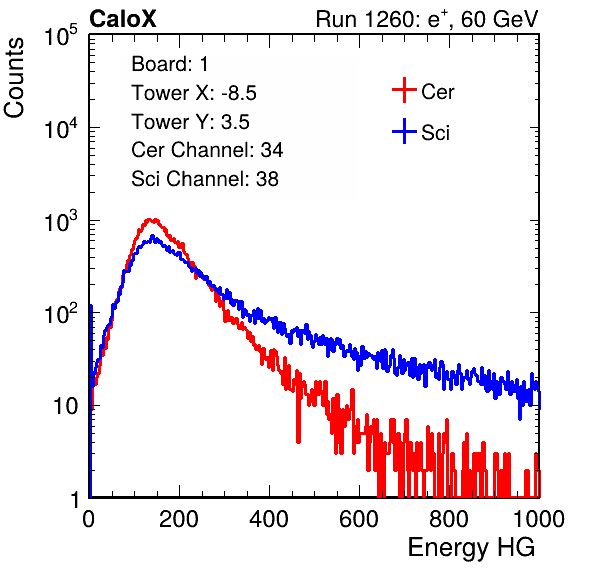 CaloX Run 1260: e⁺, 60 GeV
Counts
Board: 1
Tower X: -8.5
Tower Y: 3.5
Cer Channel: 34
Sci Channel: 38
Cer
Sci
10⁵
10⁴
10³
10²
10
1
0 200 400 600 800 1000
Energy HG